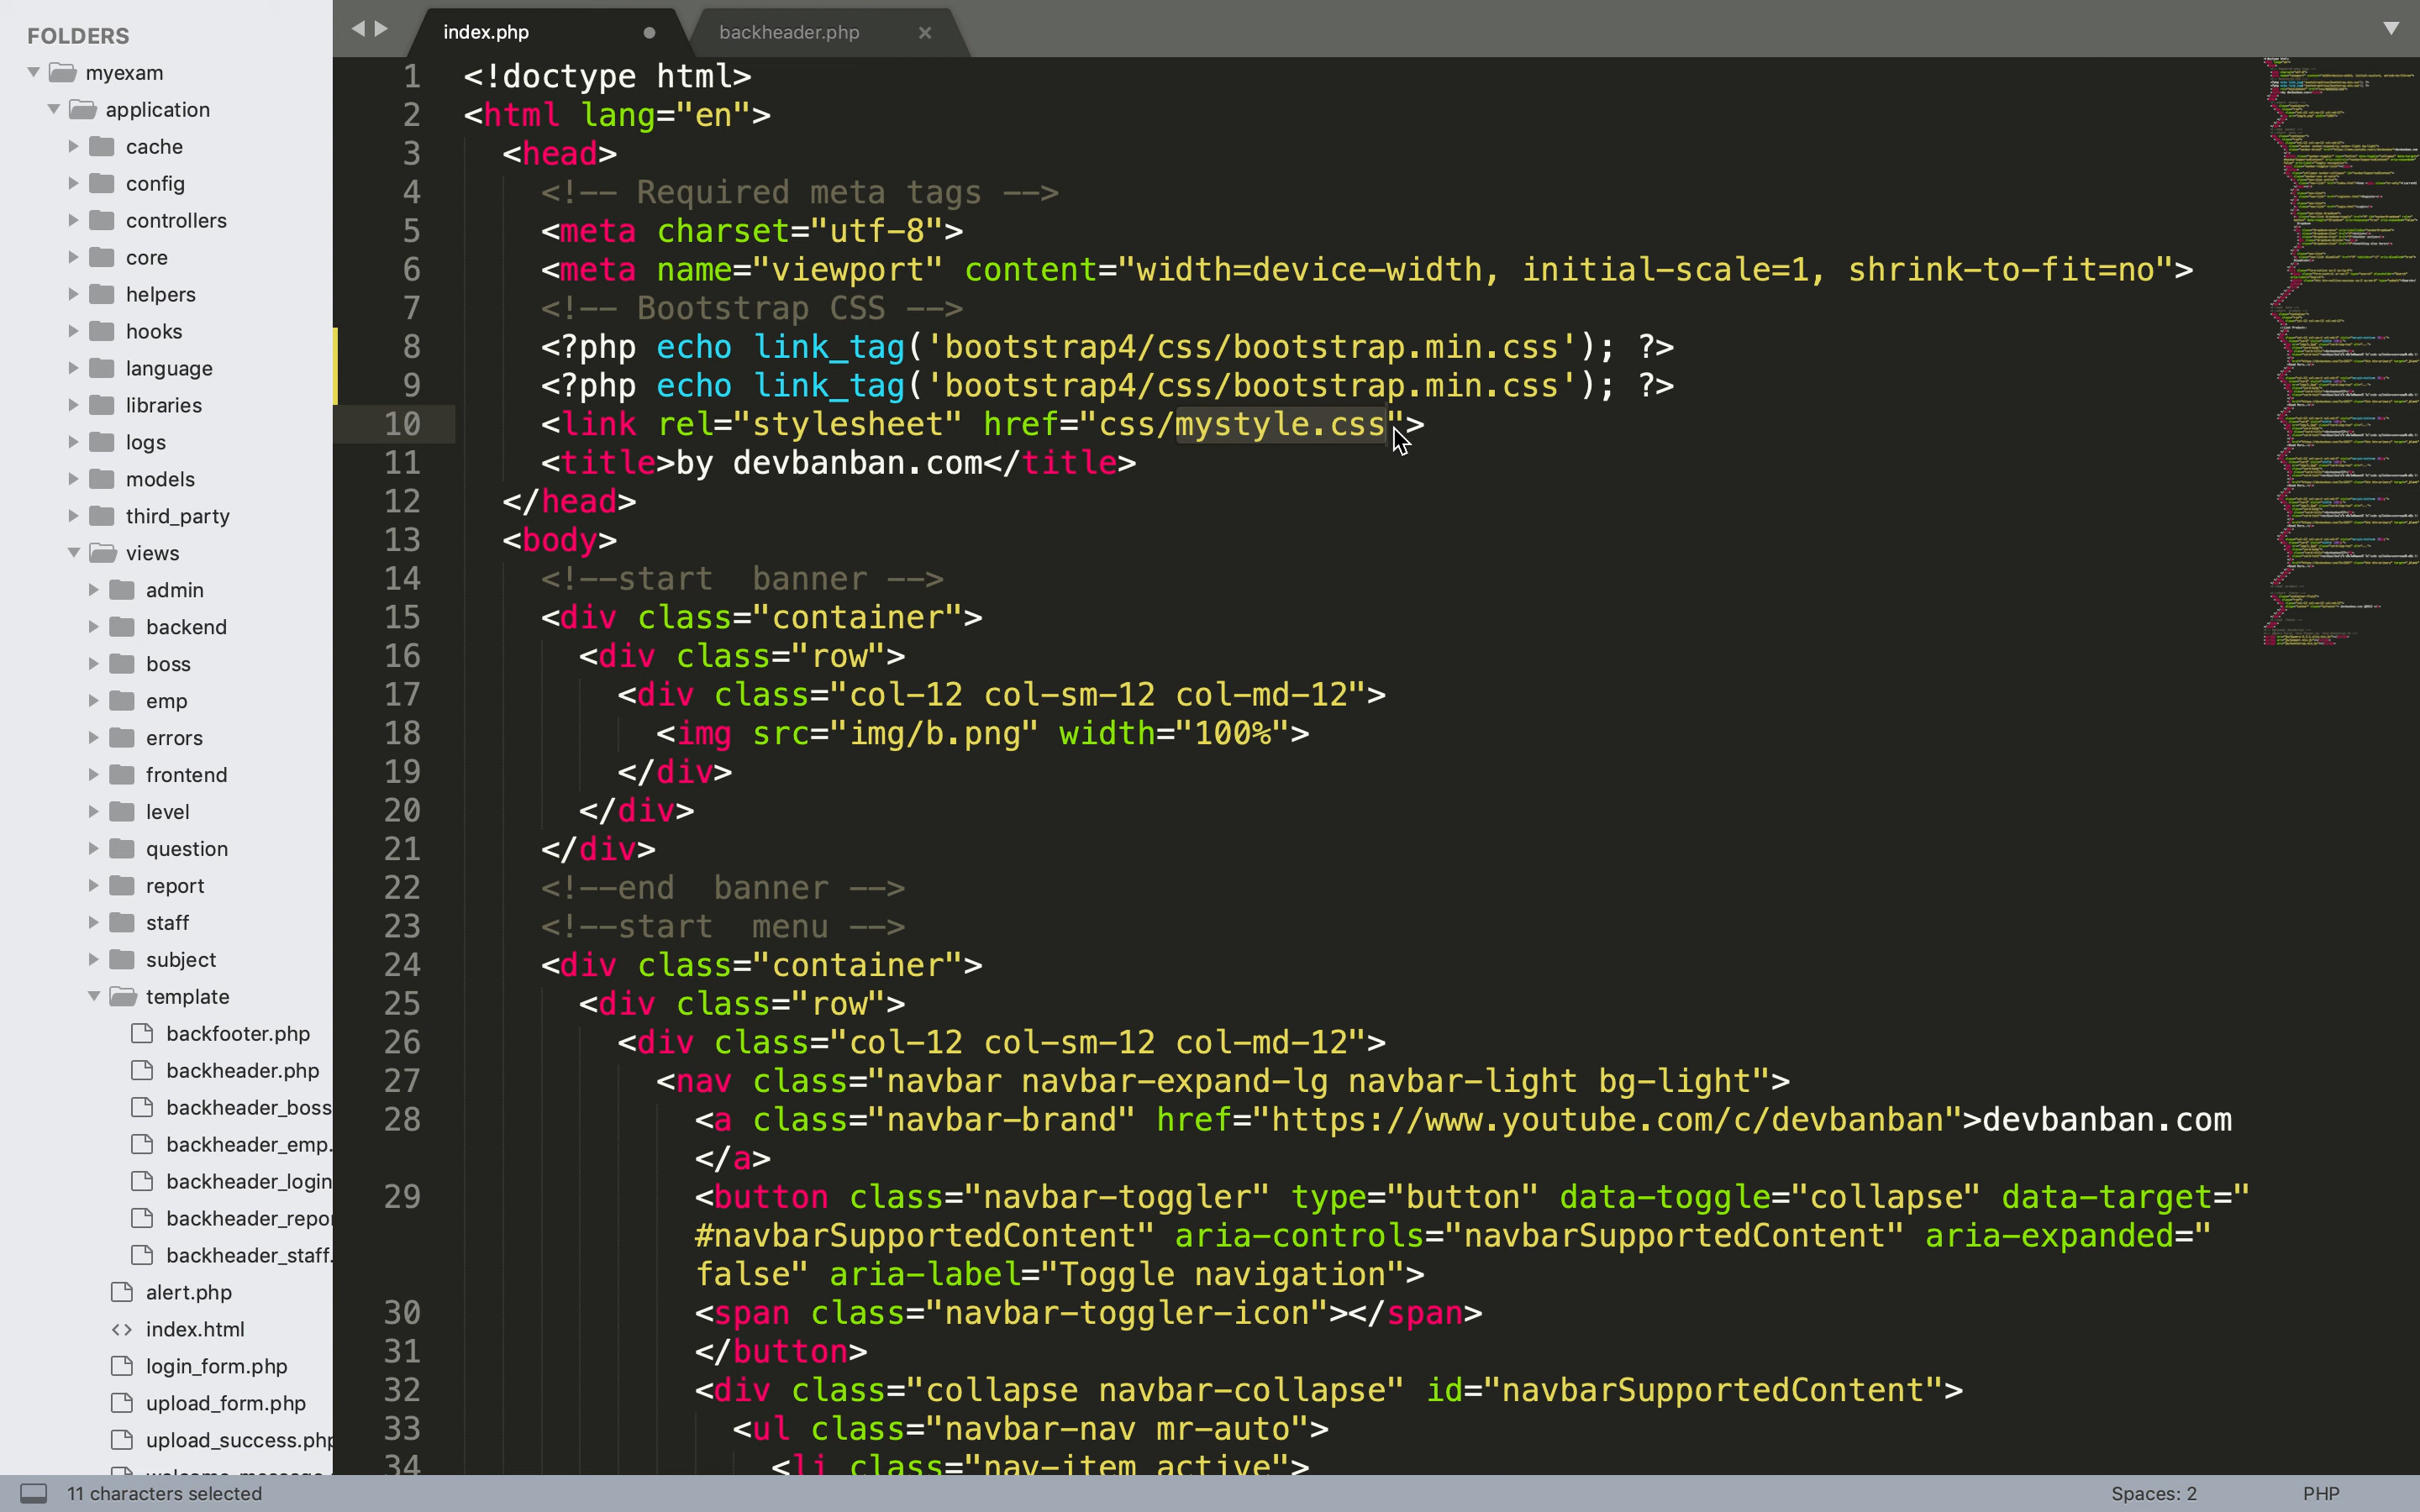 FOLDERS
myexam
application
cache
config
controllers
core
helpers
hooks
language
libraries
logs
models
third_party
views
admin
backend
boss
emp
errors
frontend
level
question
report
staff
subject
template
backfooter.php
backheader.php
backheader_boss
backheader_emp.
backheader_login
backheader_repor
backheader_staff.
alert.php
index.html
login_form.php
upload_form.php
upload_success.php
index.php
backheader.php
1 <!doctype html>
2 <html lang="en">
3 <head>
4 <!-- Required meta tags -->
5 <meta charset="utf-8">
6 <meta name="viewport" content="width=device-width, initial-scale=1, shrink-to-fit=no">
7 <!-- Bootstrap CSS -->
8 <?php echo link_tag('bootstrap4/css/bootstrap.min.css'); ?>
9 <?php echo link_tag('bootstrap4/css/bootstrap.min.css'); ?>
10 <link rel="stylesheet" href="css/mystyle.css">
11 <title>by devbanban.com</title>
12 </head>
13 <body>
14 <!--start  banner -->
15 <div class="container">
16 <div class="row">
17 <div class="col-12 col-sm-12 col-md-12">
18 <img src="img/b.png" width="100%">
19 </div>
20 </div>
21 </div>
22 <!--end  banner -->
23 <!--start  menu -->
24 <div class="container">
25 <div class="row">
26 <div class="col-12 col-sm-12 col-md-12">
27 <nav class="navbar navbar-expand-lg navbar-light bg-light">
28 <a class="navbar-brand" href="https://www.youtube.com/c/devbanban">devbanban.com
</a>
29 <button class="navbar-toggler" type="button" data-toggle="collapse" data-target="
#navbarSupportedContent" aria-controls="navbarSupportedContent" aria-expanded="
false" aria-label="Toggle navigation">
30 <span class="navbar-toggler-icon"></span>
31 </button>
32 <div class="collapse navbar-collapse" id="navbarSupportedContent">
33 <ul class="navbar-nav mr-auto">
34 <li class="nav-item active">
11 characters selected
Spaces: 2
PHP